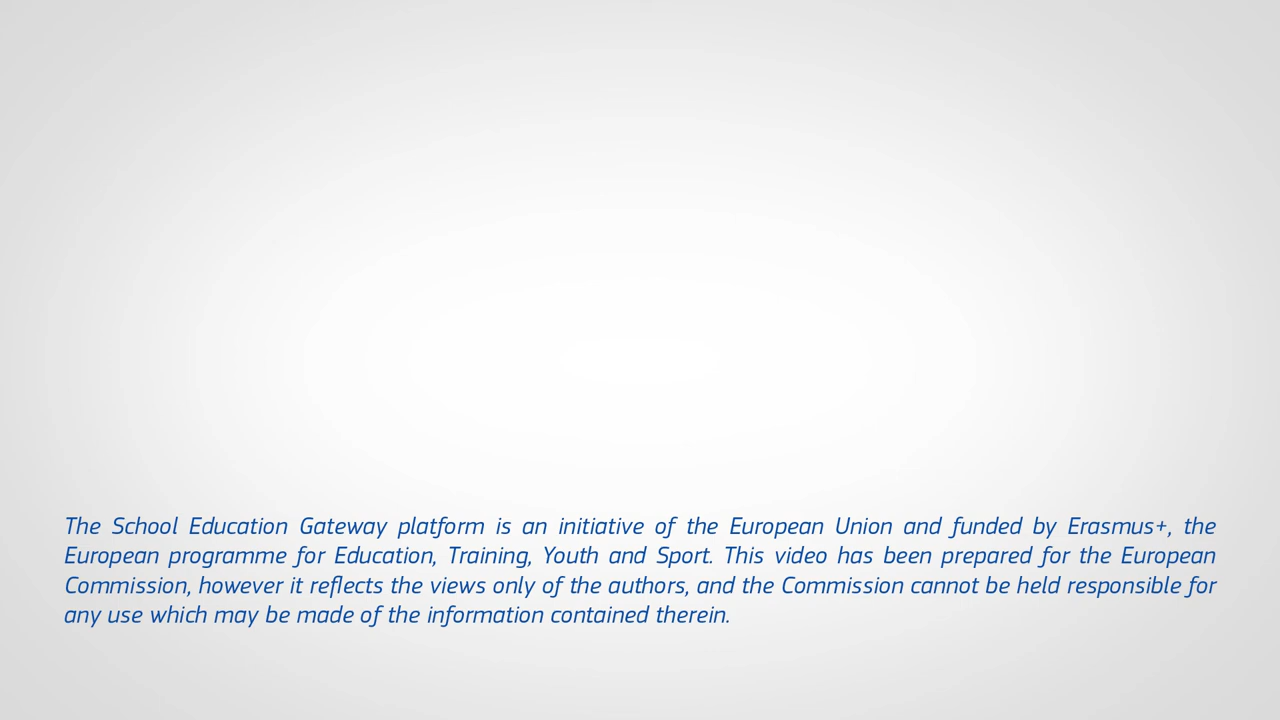 The School Education Gateway platform is an initiative of the European Union and funded by Erasmus+, the
European programme for Education, Training, Youth and Sport. This video has been prepared for the European
Commission, however it reflects the views only of the authors, and the Commission cannot be held responsible for
any use which may be made of the information contained therein.